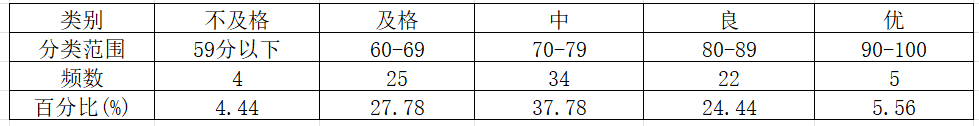 类别 不及格 及格 中 良 优
分类范围 59分以下 60-69 70-79 80-89 90-100
频数 4 25 34 22 5
百分比(%) 4.44 27.78 37.78 24.44 5.56